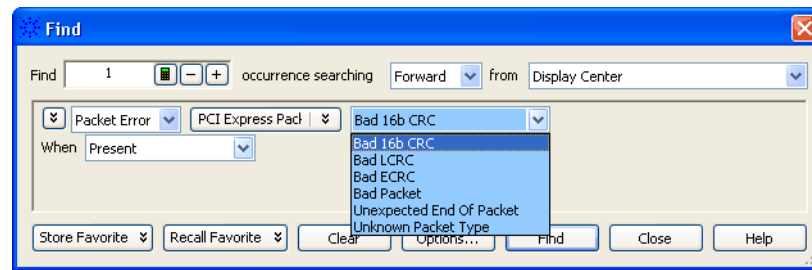 Find
Find 1 occurrence searching Forward from Display Center
Packet Error PCI Express Pack Bad 16b CRC
When Present
Bad 16b CRC
Bad LCRC
Bad ECRC
Bad Packet
Unexpected End Of Packet
Unknown Packet Type
Store Favorite Recall Favorite Clear Options... Find Close Help